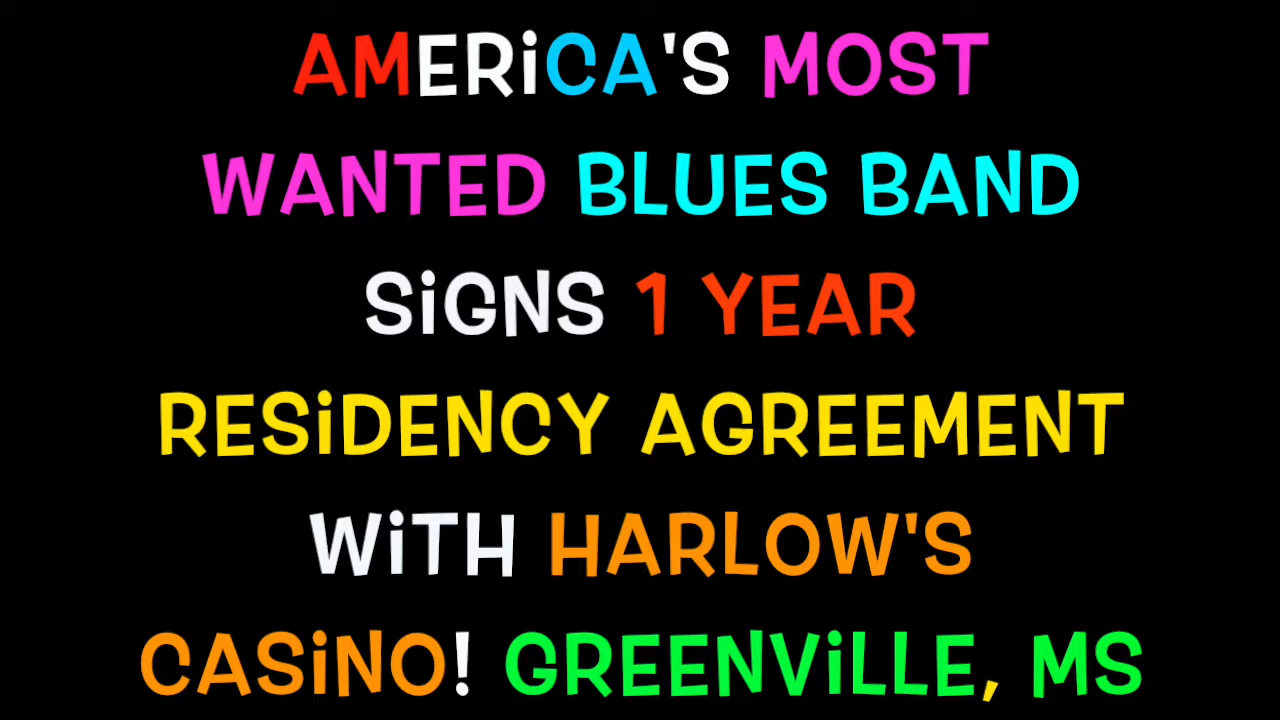 AMERiCA'S MOST
WANTED BLUES BAND
SiGNS 1 YEAR
RESiDENCY AGREEMENT
WiTH HARLOW'S
CASiNO! GREENViLLE, MS